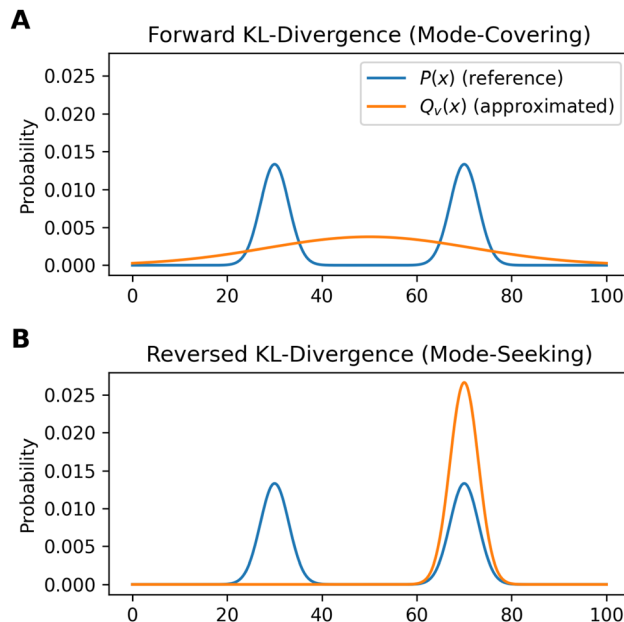 A
Forward KL-Divergence (Mode-Covering)
P(x) (reference)
Qᵥ(x) (approximated)
Probability
0.025
0.020
0.015
0.010
0.005
0.000
0 20 40 60 80 100
B
Reversed KL-Divergence (Mode-Seeking)
Probability
0.025
0.020
0.015
0.010
0.005
0.000
0 20 40 60 80 100